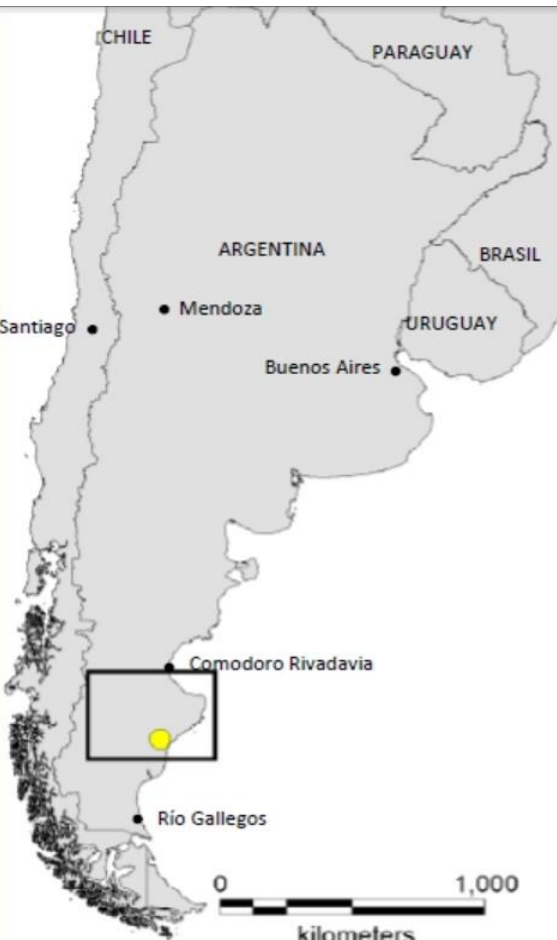 CHILE
PARAGUAY
ARGENTINA
BRASIL
Mendoza
Santiago
URUGUAY
Buenos Aires
Comodoro Rivadavia
Río Gallegos
0 1,000
kilometers